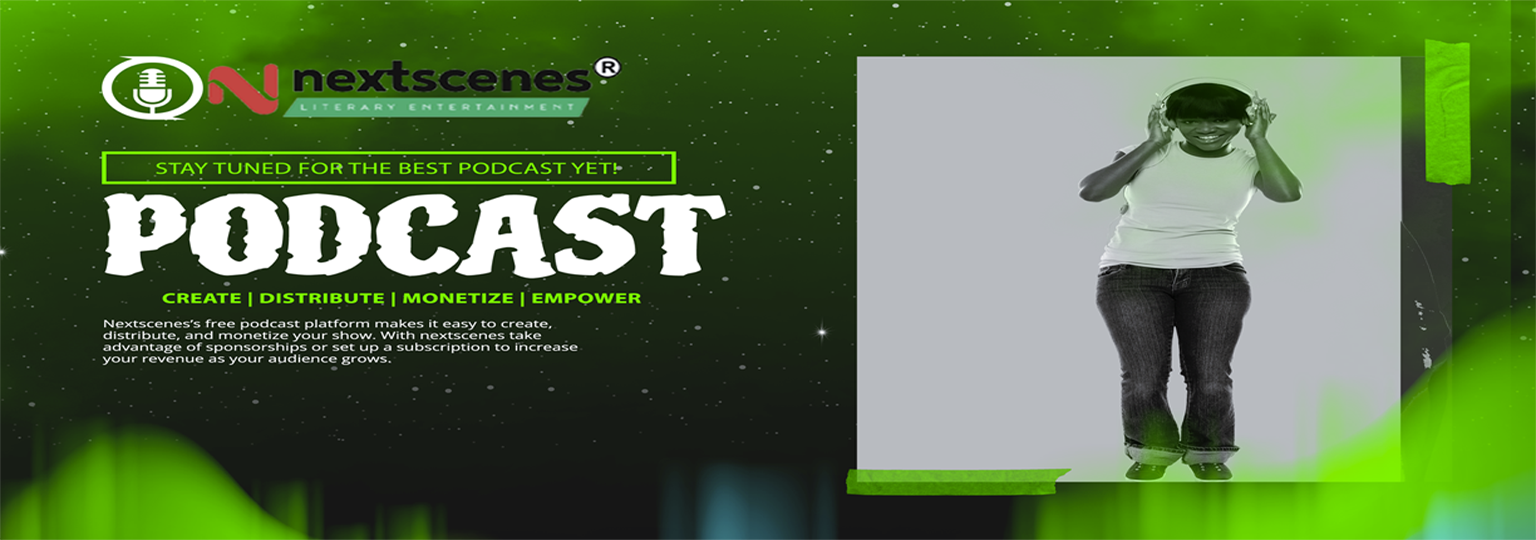 nextscenes®
LITERARY ENTERTAINMENT
STAY TUNED FOR THE BEST PODCAST YET!
PODCAST
CREATE | DISTRIBUTE | MONETIZE | EMPOWER
Nextscenes's free podcast platform makes it easy to create,
distribute, and monetize your show. With nextscenes take
advantage of sponsorships or set up a subscription to increase
your revenue as your audience grows.